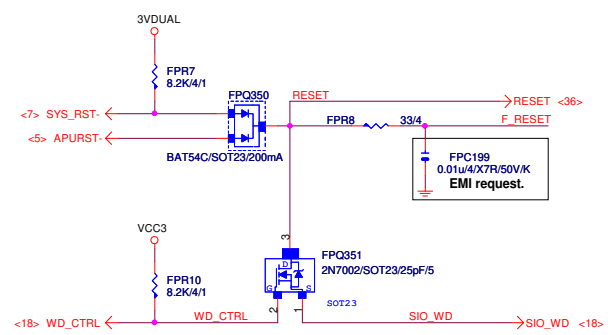 3VDUAL
FPR7
8.2K/4/1
FPQ350
RESET
<7> SYS_RST-
RESET <36>
FPR8 33/4
F_RESET
<5> APURST-
BAT54C/SOT23/200mA
FPC199
0.01u/4/X7R/50V/K
EMI request.
VCC3
3
FPQ351
2N7002/SOT23/25pF/5
D
G
S
FPR10
8.2K/4/1
SOT23
2
1
<18> WD_CTRL
WD_CTRL
SIO_WD
SIO_WD <18>